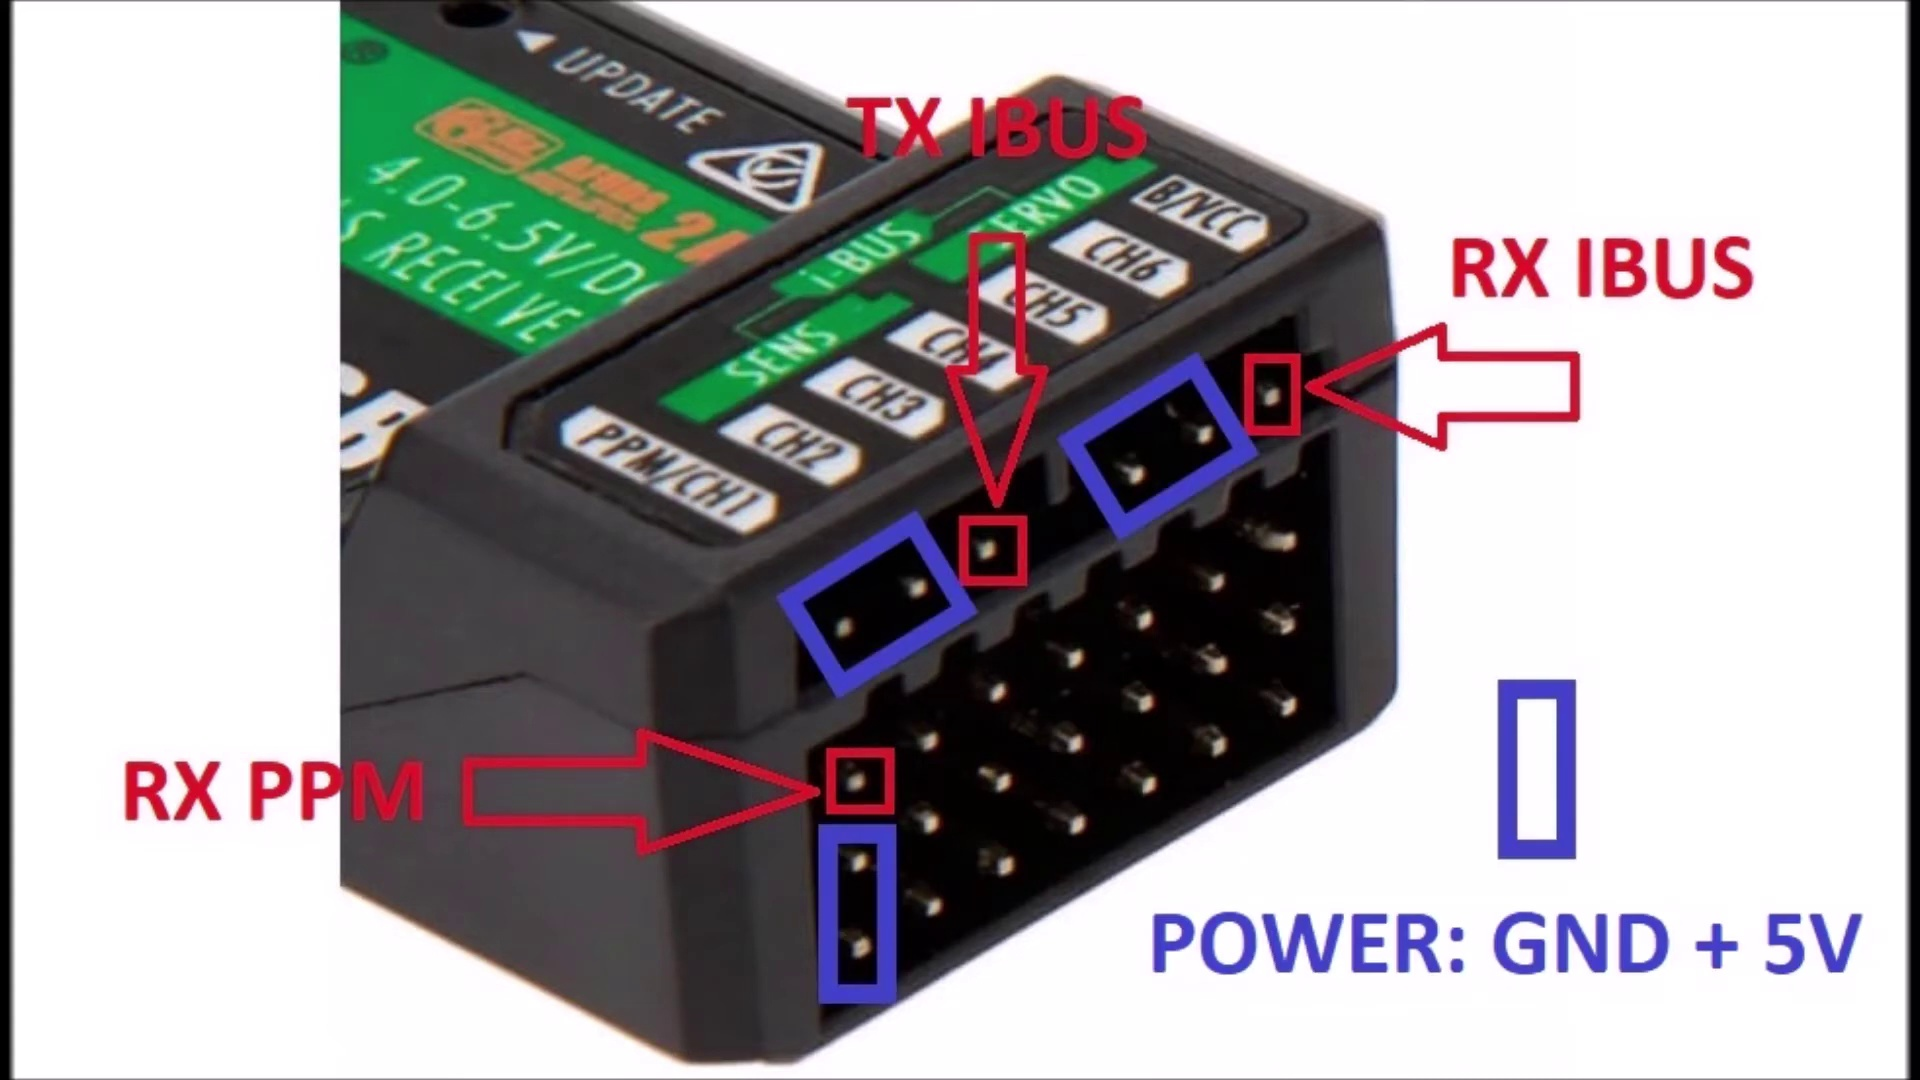 UPDATE
TX IBUS
4.0-6.5V/DC
RECEIVE
i-BUS
SERVO
SENS
B/VCC
CH6
CH5
CH4
CH3
CH2
PPM/CH1
RX IBUS
RX PPM
POWER: GND + 5V